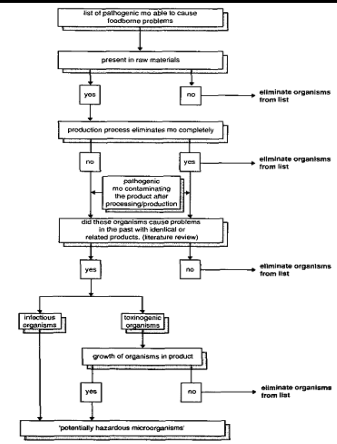 list of pathogenic mo able to cause
foodborne problems
present in raw materials
yes
no
eliminate organisms
from list
production process eliminates mo completely
no
yes
eliminate organisms
from list
pathogenic
mo contaminating
the product after
processing/production
did these organisms cause problems
in the past with identical or
related products. (literature review)
yes
no
eliminate organisms
from list
infectious
organisms
toxinogenic
organisms
growth of organisms in product
yes
no
eliminate organisms
from list
'potentially hazardous microorganisms'